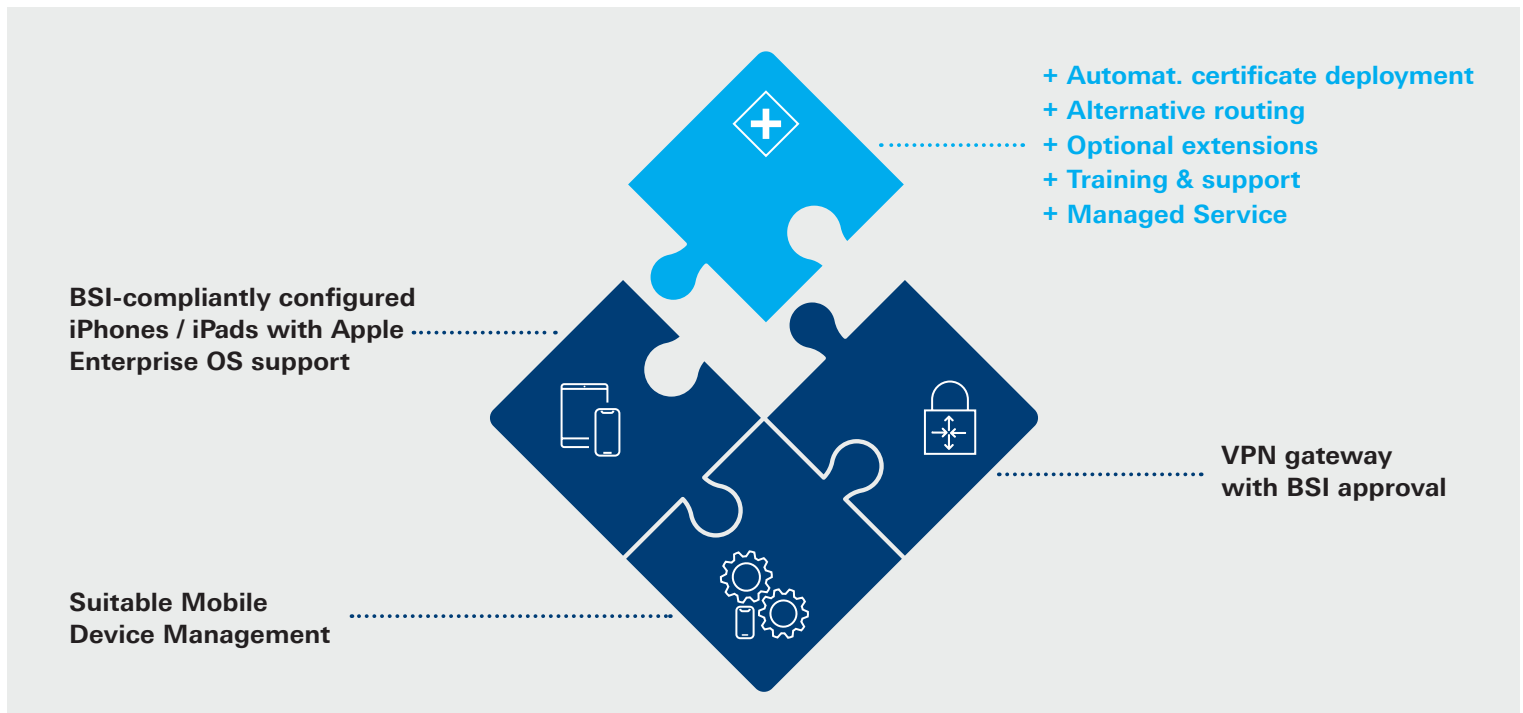 + Automat. certificate deployment
+ Alternative routing
+ Optional extensions
+ Training & support
+ Managed Service
BSI-compliantly configured
iPhones / iPads with Apple
Enterprise OS support
VPN gateway
with BSI approval
Suitable Mobile
Device Management